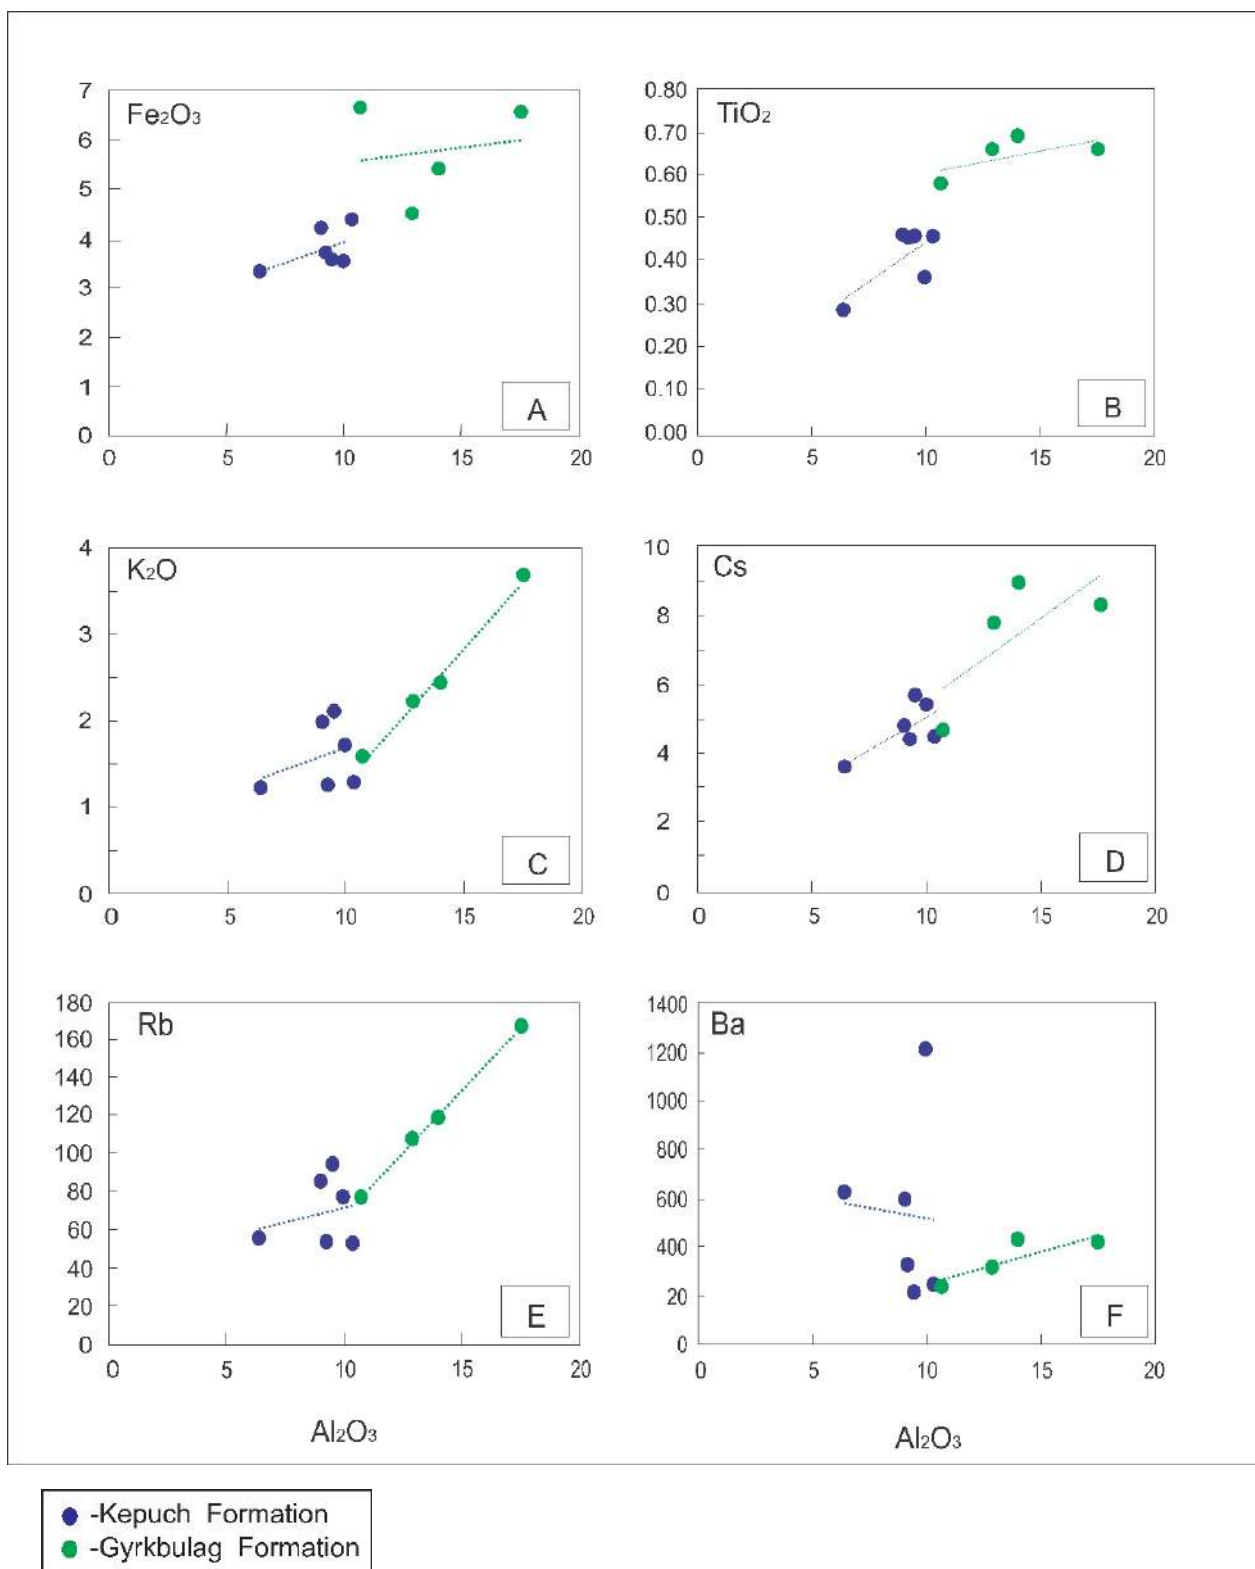 Fe₂O₃
7
6
5
4
3
2
1
0
0 5 10 15 20
A
TiO₂
0.80
0.70
0.60
0.50
0.40
0.30
0.20
0.10
0.00
0 5 10 15 20
B
K₂O
4
3
2
1
0
0 5 10 15 20
C
Cs
10
8
6
4
2
0
0 5 10 15 20
D
Rb
180
160
140
120
100
80
60
40
20
0
0 5 10 15 20
E
Al₂O₃
Ba
1400
1200
1000
800
600
400
200
0
0 5 10 15 20
F
Al₂O₃
-Kepuch Formation
-Gyrkbulag Formation